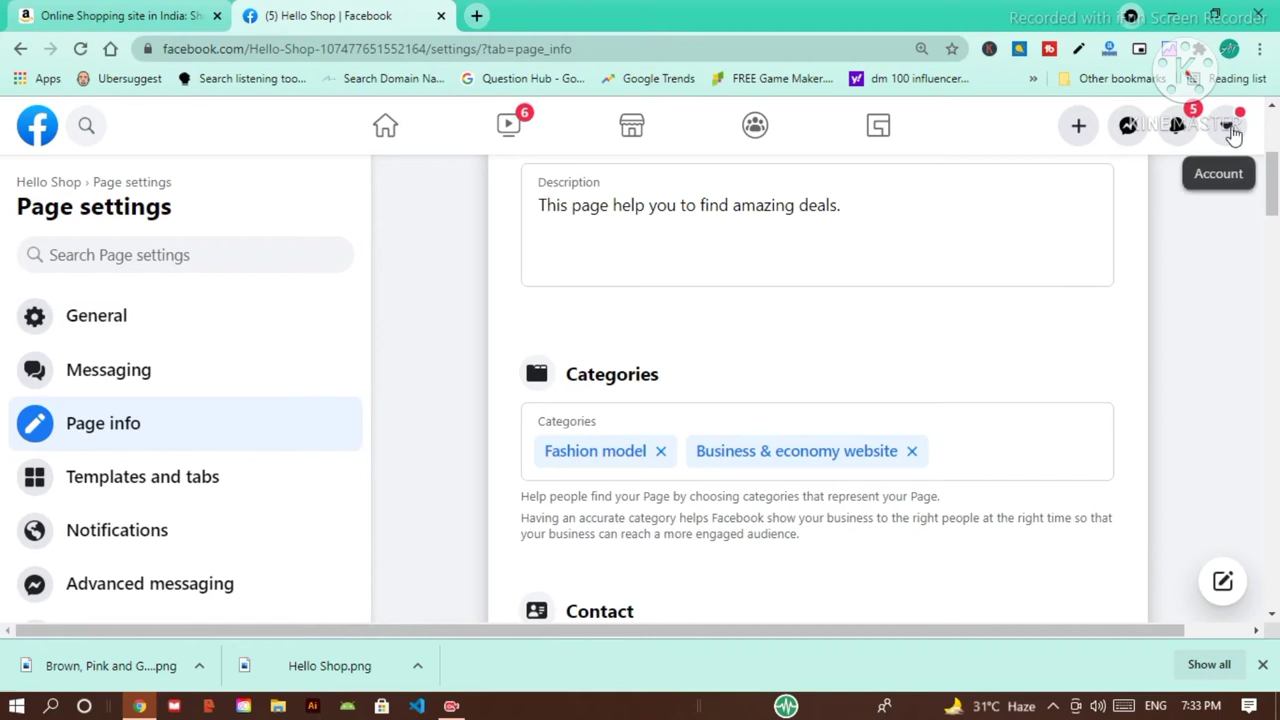 Online Shopping site in India: Sh
(5) Hello Shop | Facebook
Recorded with iTop Screen Recorder
facebook.com/Hello-Shop-107477651552164/settings/?tab=page_info
Apps
Ubersuggest
Search listening too...
Search Domain Na...
Question Hub - Go...
Google Trends
FREE Game Maker....
dm 100 influencer...
»
Other bookmarks
Reading list
6
5
KINEMASTER
Account
Hello Shop › Page settings
Page settings
Search Page settings
General
Messaging
Page info
Templates and tabs
Notifications
Advanced messaging
Description
This page help you to find amazing deals.
Categories
Categories
Fashion model ×
Business & economy website ×
Help people find your Page by choosing categories that represent your Page.
Having an accurate category helps Facebook show your business to the right people at the right time so that
your business can reach a more engaged audience.
Contact
Brown, Pink and G....png
Hello Shop.png
Show all
31°C Haze
ENG
7:33 PM